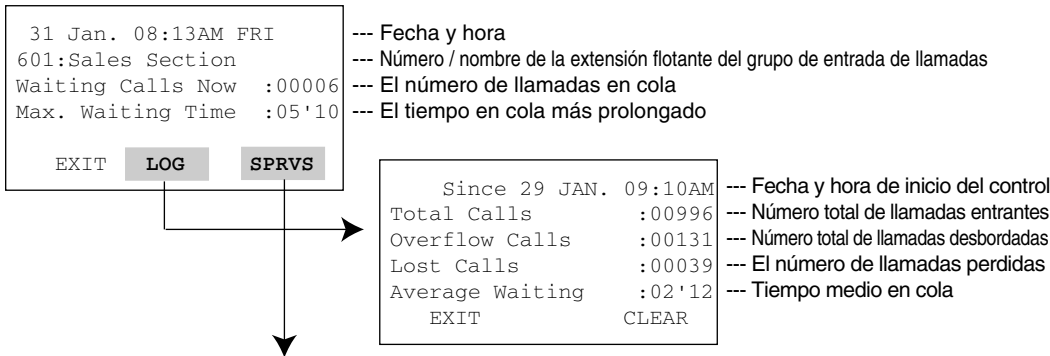 31 Jan. 08:13AM FRI --- Fecha y hora
601:Sales Section --- Número / nombre de la extensión flotante del grupo de entrada de llamadas
Waiting Calls Now :00006 --- El número de llamadas en cola
Max. Waiting Time :05'10 --- El tiempo en cola más prolongado
EXIT LOG SPRVS
Since 29 JAN. 09:10AM --- Fecha y hora de inicio del control
Total Calls :00996 --- Número total de llamadas entrantes
Overflow Calls :00131 --- Número total de llamadas desbordadas
Lost Calls :00039 --- El número de llamadas perdidas
Average Waiting :02'12 --- Tiempo medio en cola
EXIT CLEAR